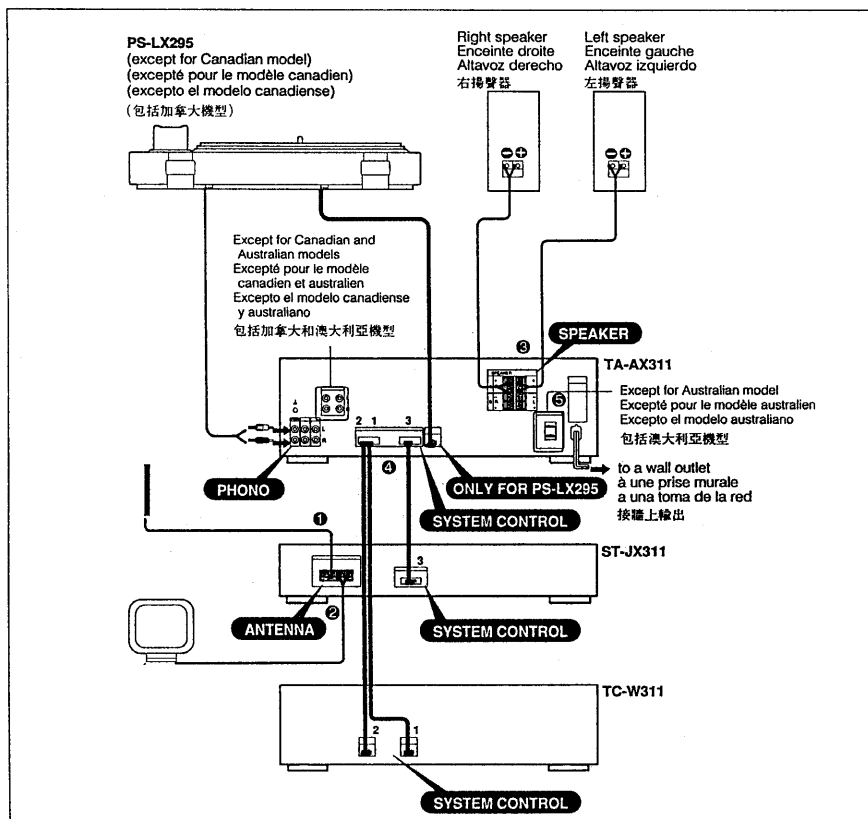 PS-LX295
(except for Canadian model)
(excepté pour le modèle canadien)
(excepto el modelo canadiense)
(包括加拿大機型)
Right speaker
Enceinte droite
Altavoz derecho
右揚聲器
Left speaker
Enceinte gauche
Altavoz izquierdo
左揚聲器
Except for Canadian and
Australian models
Excepté pour le modèle
canadien et australien
Excepto el modelo canadiense
y australiano
包括加拿大和澳大利亞機型
❸
SPEAKER
TA-AX311
SPEAKER
❺
Except for Australian model
Excepté pour le modèle australien
Excepto el modelo australiano
包括澳大利亞機型
L
R
2 1
3
❹
PHONO
ONLY FOR PS-LX295
SYSTEM CONTROL
to a wall outlet
à une prise murale
a una toma de la red
接牆上輸出
❶
ST-JX311
3
❷
ANTENNA
SYSTEM CONTROL
TC-W311
2
1
SYSTEM CONTROL